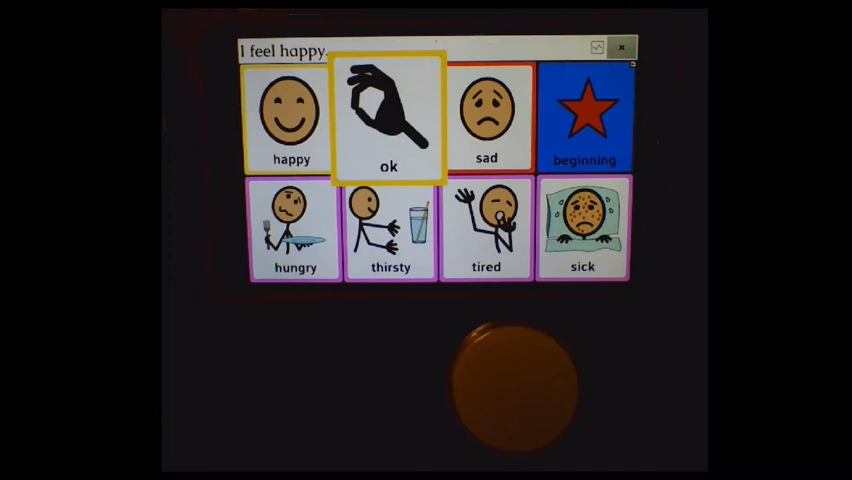 I feel happy.
happy
ok
sad
beginning
hungry
thirsty
tired
sick